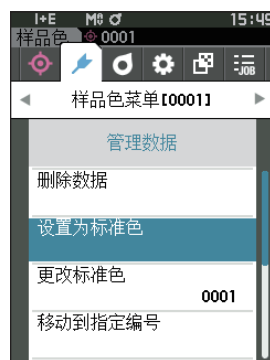 I+E M0 ♂ 15:49
样品色 0001
-JOB
样品色菜单[0001]
管理数据
删除数据
设置为标准色
更改标准色
0001
移动到指定编号